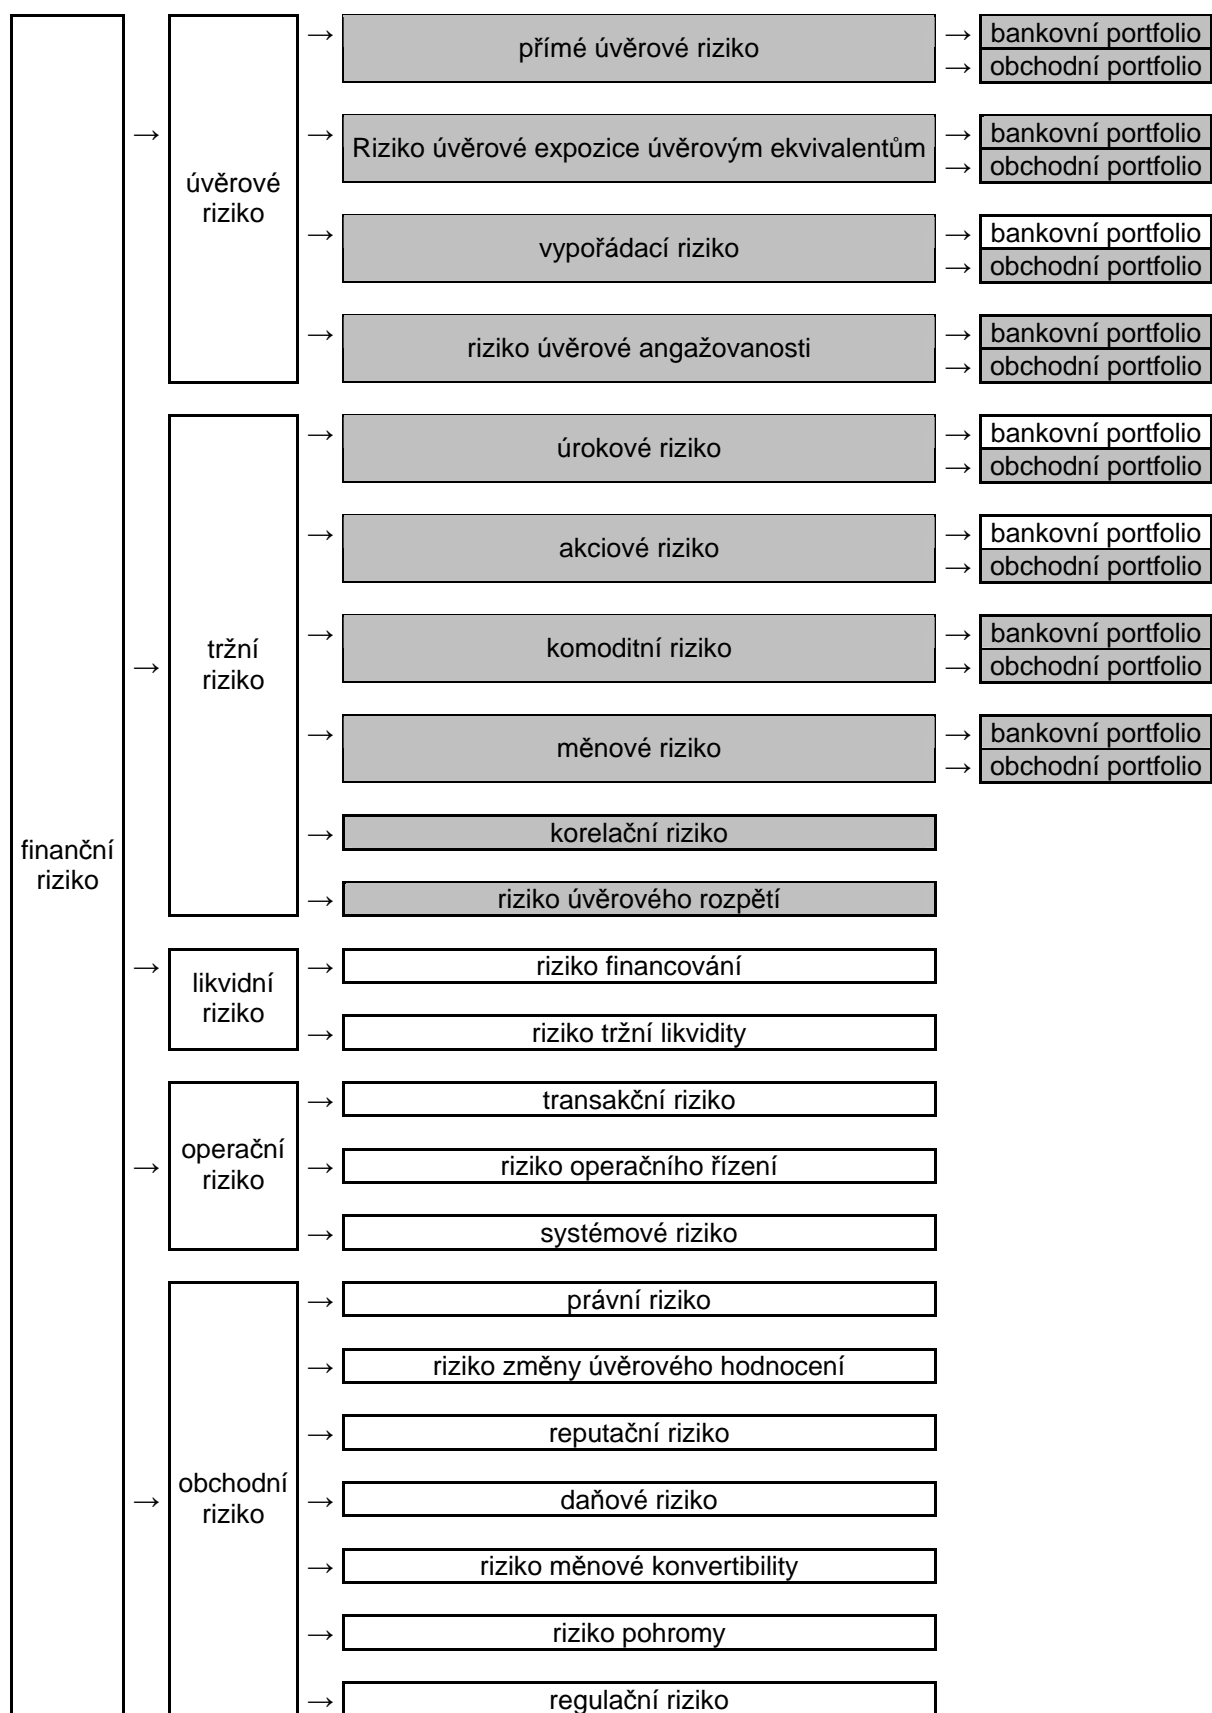 finanční
riziko
úvěrové
riziko
→ přímé úvěrové riziko → bankovní portfolio
→ obchodní portfolio
→ → Riziko úvěrové expozice úvěrovým ekvivalentům → bankovní portfolio
→ obchodní portfolio
→ vypořádací riziko → bankovní portfolio
→ obchodní portfolio
→ riziko úvěrové angažovanosti → bankovní portfolio
→ obchodní portfolio
tržní
riziko
→ úrokové riziko → bankovní portfolio
→ obchodní portfolio
→ akciové riziko → bankovní portfolio
→ obchodní portfolio
→ → komoditní riziko → bankovní portfolio
→ obchodní portfolio
→ měnové riziko → bankovní portfolio
→ obchodní portfolio
→ korelační riziko
→ riziko úvěrového rozpětí
→ likvidní
riziko
→ riziko financování
→ riziko tržní likvidity
→ operační
riziko
→ transakční riziko
→ riziko operačního řízení
→ systémové riziko
→ obchodní
riziko
→ právní riziko
→ riziko změny úvěrového hodnocení
→ reputační riziko
→ daňové riziko
→ riziko měnové konvertibility
→ riziko pohromy
→ regulační riziko